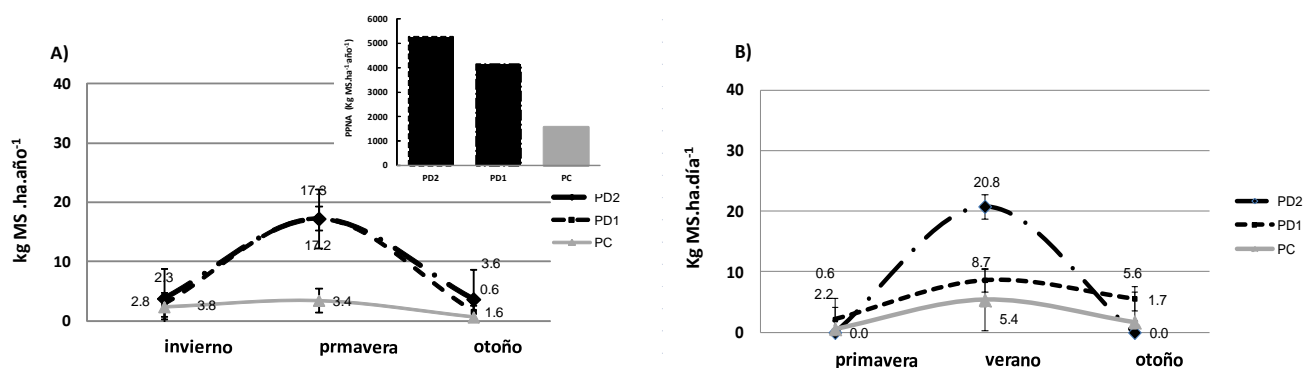 A)
kg MS .ha.año⁻¹
40
30
20
10
0
2.3
2.8
3.8
17.3
17.2
3.4
3.6
0.6
1.6
invierno
prmavera
otoño
PPNA (Kg MS.ha⁻¹año⁻¹)
6000
5000
4000
3000
2000
1000
0
PD2
PD1
PC
PD2
PD1
PC
B)
Kg MS.ha.día⁻¹
40
30
20
10
0
0.6
2.2
0.0
20.8
8.7
5.4
5.6
1.7
0.0
primavera
verano
otoño
PD2
PD1
PC